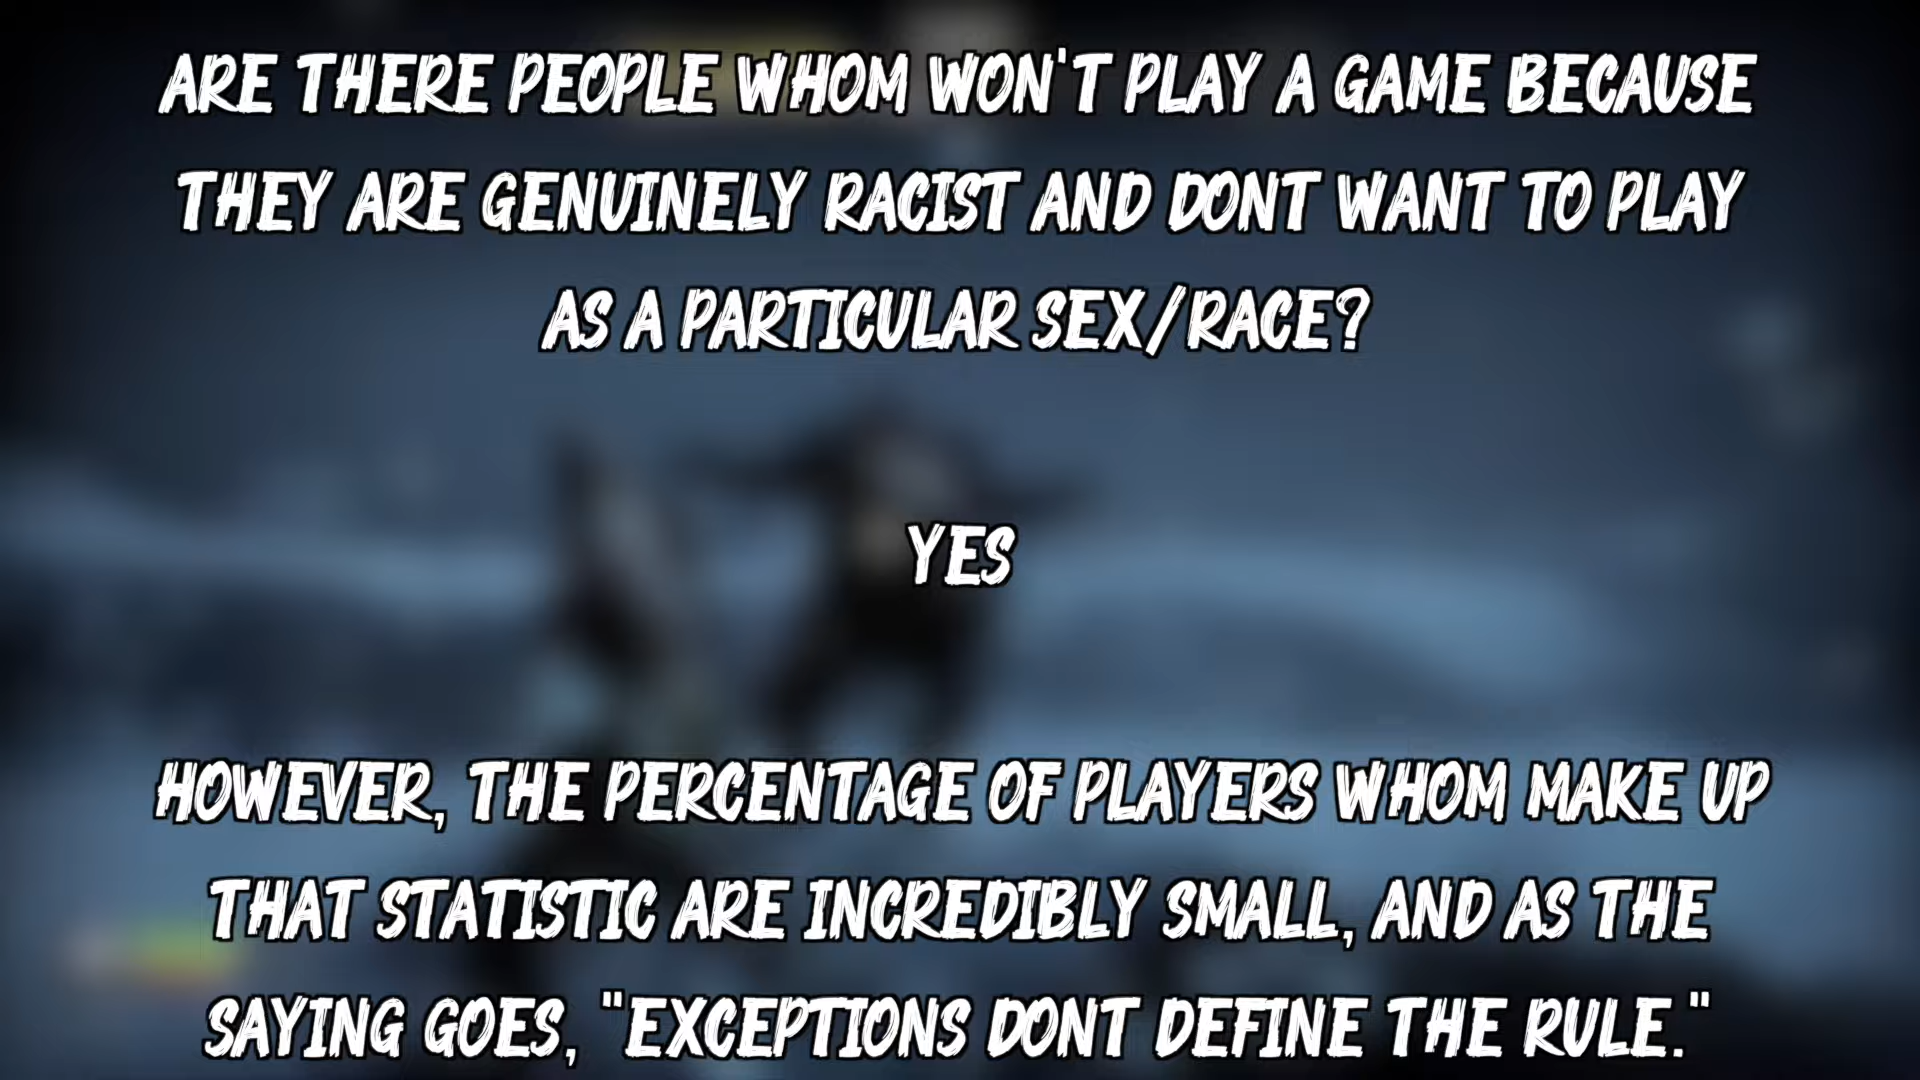 ARE THERE PEOPLE WHOM WON'T PLAY A GAME BECAUSE
THEY ARE GENUINELY RACIST AND DONT WANT TO PLAY
AS A PARTICULAR SEX/RACE?
YES
HOWEVER, THE PERCENTAGE OF PLAYERS WHOM MAKE UP
THAT STATISTIC ARE INCREDIBLY SMALL, AND AS THE
SAYING GOES, "EXCEPTIONS DONT DEFINE THE RULE."